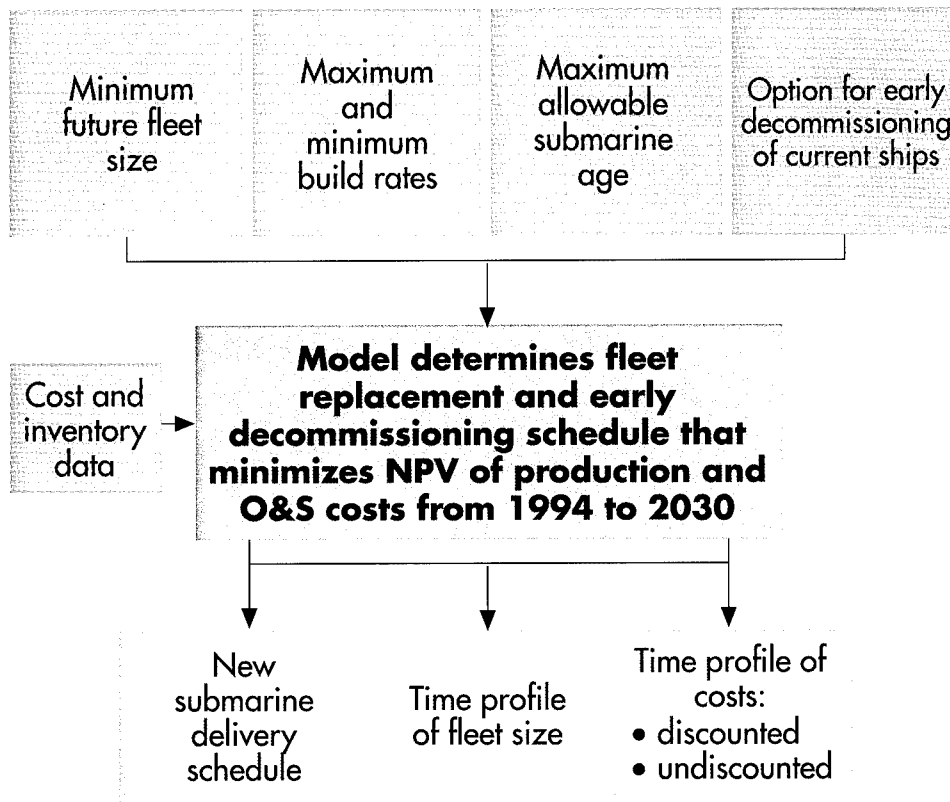 Minimum
future fleet
size
Maximum
and
minimum
build rates
Maximum
allowable
submarine
age
Option for early
decommissioning
of current ships
Cost and
inventory
data
Model determines fleet
replacement and early
decommissioning schedule that
minimizes NPV of production and
O&S costs from 1994 to 2030
New
submarine
delivery
schedule
Time profile
of fleet size
Time profile of
costs:
• discounted
• undiscounted